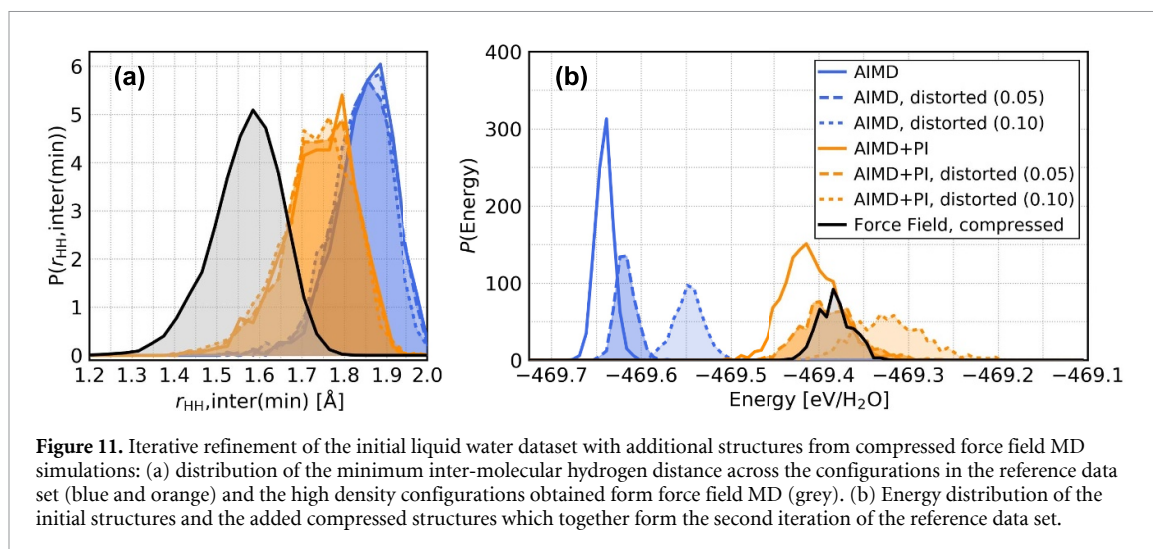 (a)
P(r_HH,inter(min))
6
5
4
3
2
1
0
1.2 1.3 1.4 1.5 1.6 1.7 1.8 1.9 2.0
r_HH,inter(min) [Å]
(b)
P(Energy)
400
300
200
100
0
−469.7 −469.6 −469.5 −469.4 −469.3 −469.2 −469.1
Energy [eV/H₂O]
AIMD
AIMD, distorted (0.05)
AIMD, distorted (0.10)
AIMD+PI
AIMD+PI, distorted (0.05)
AIMD+PI, distorted (0.10)
Force Field, compressed
Figure 11. Iterative refinement of the initial liquid water dataset with additional structures from compressed force field MD
simulations: (a) distribution of the minimum inter-molecular hydrogen distance across the configurations in the reference data
set (blue and orange) and the high density configurations obtained form force field MD (grey). (b) Energy distribution of the
initial structures and the added compressed structures which together form the second iteration of the reference data set.